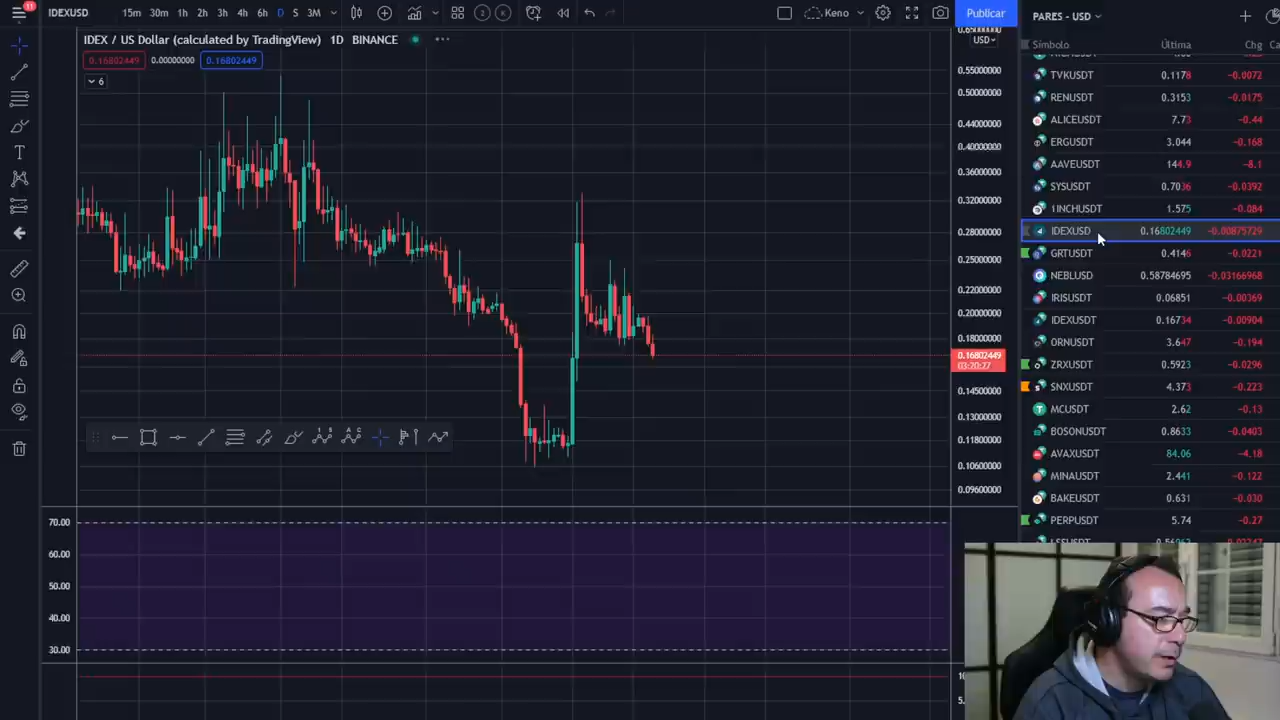 11
IDEXUSD 15m 30m 1h 2h 3h 4h 6h D S 3M 2 K Keno Publicar PARES - USD
IDEX / US Dollar (calculated by TradingView) 1D BINANCE
USD
0.16802449 0.00000000 0.16802449
6
Símbolo Última Chg
TVKUSDT 0.1178 −0.0072
RENUSDT 0.3153 −0.0175
ALICEUSDT 7.73 −0.44
ERGUSDT 3.044 −0.168
AAVEUSDT 144.9 −8.1
SYSUSDT 0.7036 −0.0392
1INCHUSDT 1.575 −0.084
IDEXUSD 0.16802449 −0.00875729
GRTUSDT 0.4146 −0.0221
NEBLUSD 0.58784695 −0.03166968
IRISUSDT 0.06851 −0.00369
IDEXUSDT 0.16734 −0.00904
ORNUSDT 3.647 −0.194
ZRXUSDT 0.5923 −0.0296
SNXUSDT 4.373 −0.223
MCUSDT 2.62 −0.13
BOSONUSDT 0.8633 −0.0403
AVAXUSDT 84.06 −4.18
MINAUSDT 2.441 −0.122
BAKEUSDT 0.631 −0.030
PERPUSDT 5.74 −0.27
0.55000000
0.50000000
0.44000000
0.40000000
0.36000000
0.32000000
0.28000000
0.25000000
0.22000000
0.20000000
0.18000000
0.16802449
03:20:27
0.14500000
0.13000000
0.11800000
0.10600000
0.09600000
70.00
60.00
50.00
40.00
30.00